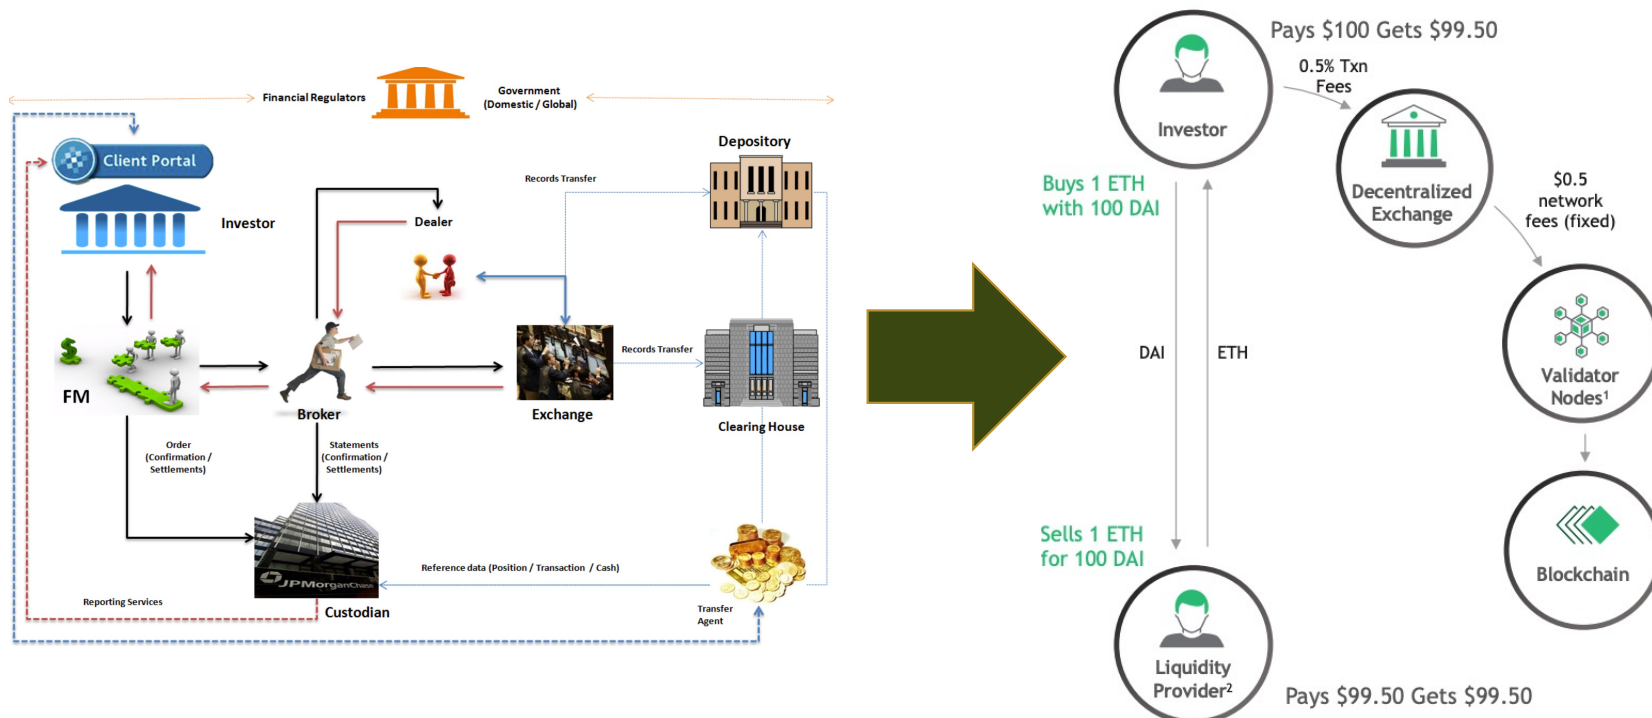 Financial Regulators
Government
(Domestic / Global)
Client Portal
Investor
Dealer
Depository
Records Transfer
FM
Broker
Exchange
Records Transfer
Clearing House
Order
(Confirmation /
Settlements)
Statements
(Confirmation /
Settlements)
JPMorganChase
Custodian
Reference data (Position / Transaction / Cash)
Reporting Services
Transfer
Agent
Pays $100 Gets $99.50
Investor
0.5% Txn
Fees
Decentralized
Exchange
$0.5
network
fees (fixed)
Buys 1 ETH
with 100 DAI
DAI
ETH
Validator
Nodes¹
Blockchain
Sells 1 ETH
for 100 DAI
Liquidity
Provider²
Pays $99.50 Gets $99.50